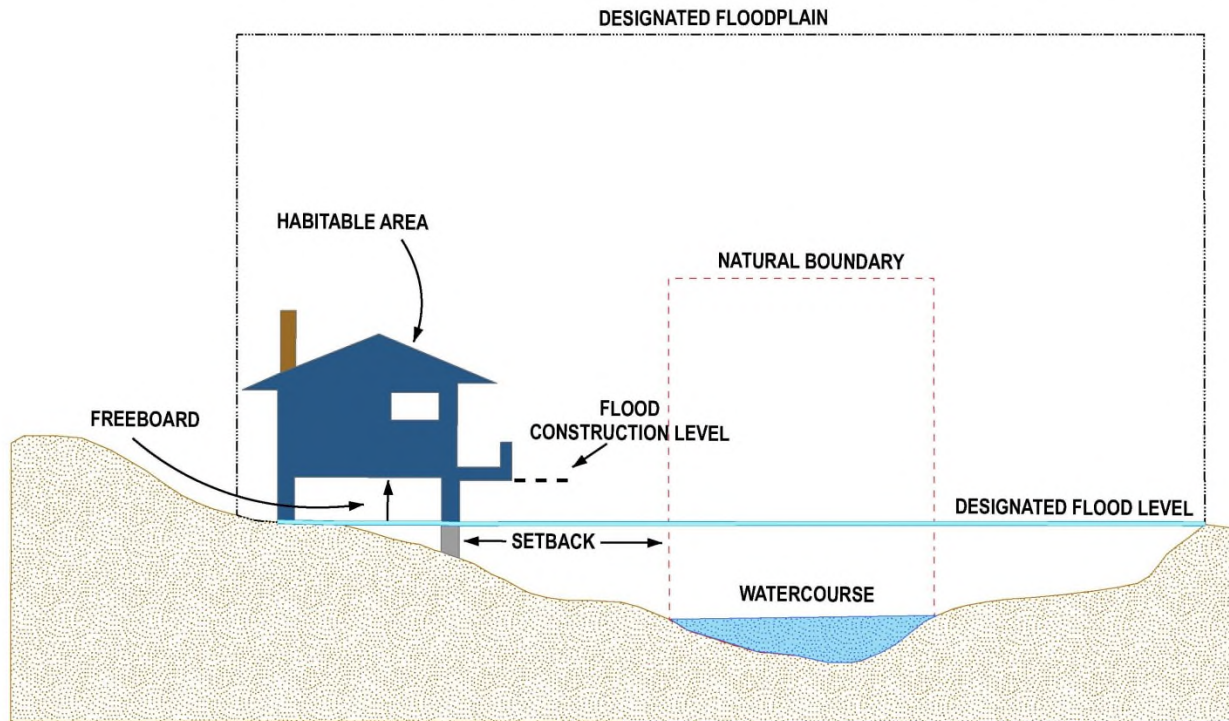 DESIGNATED FLOODPLAIN
HABITABLE AREA
NATURAL BOUNDARY
FREEBOARD
FLOOD
CONSTRUCTION LEVEL
DESIGNATED FLOOD LEVEL
SETBACK
WATERCOURSE